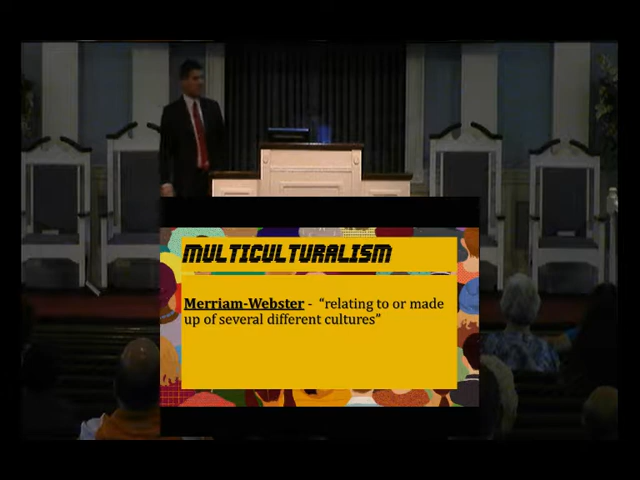 MULTICULTURALISM
Merriam-Webster - “relating to or made
up of several different cultures”